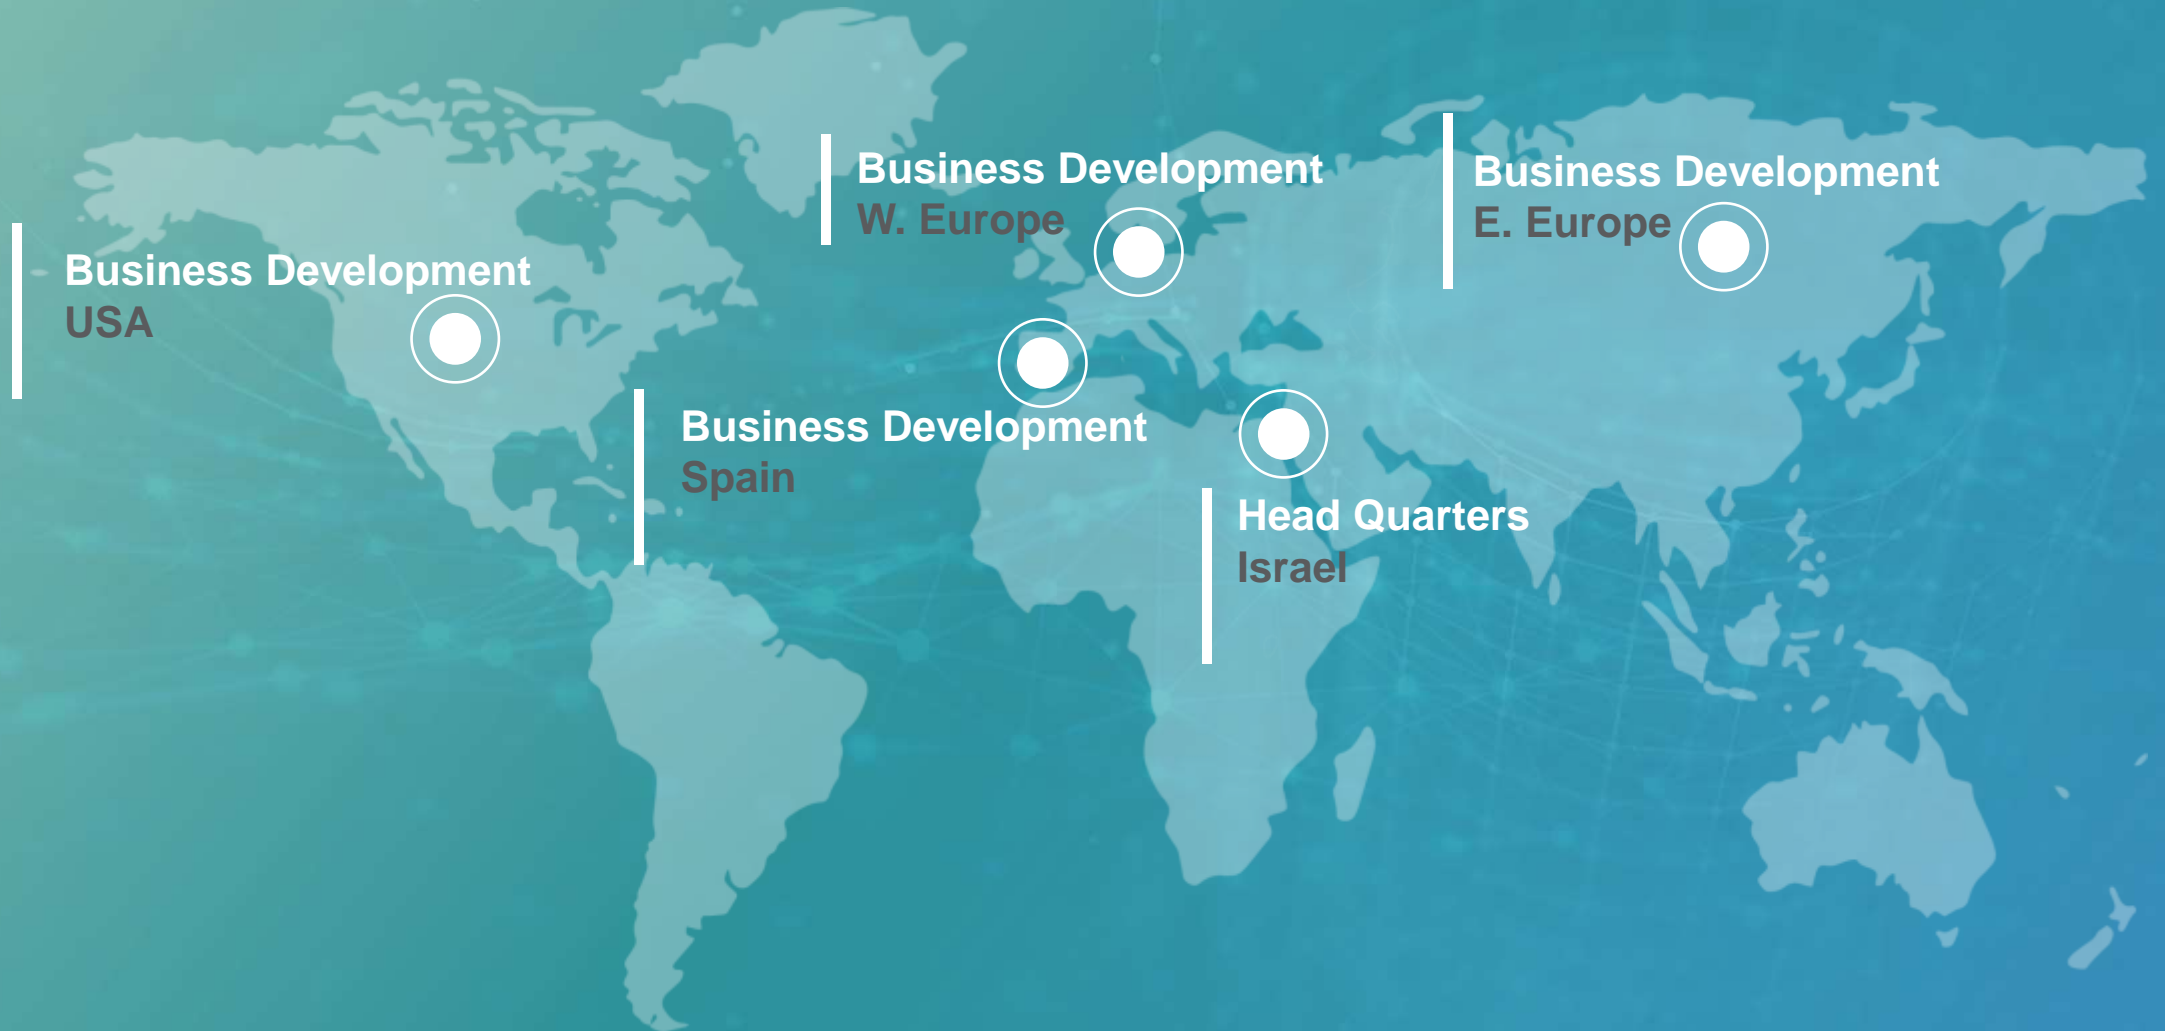 Business Development
W. Europe
Business Development
E. Europe
Business Development
USA
Business Development
Spain
Head Quarters
Israel